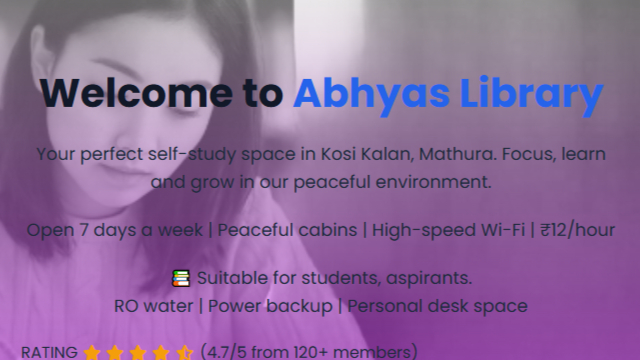 Welcome to Abhyas Library
Your perfect self-study space in Kosi Kalan, Mathura. Focus, learn
and grow in our peaceful environment.
Open 7 days a week | Peaceful cabins | High-speed Wi-Fi | ₹12/hour
📚 Suitable for students, aspirants.
RO water | Power backup | Personal desk space
RATING ★★★★⯨ (4.7/5 from 120+ members)